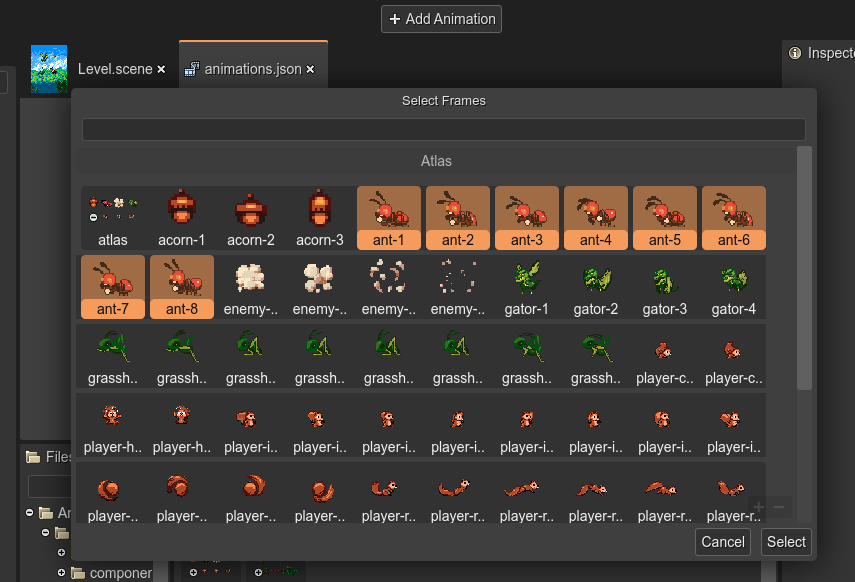 + Add Animation
Level.scene ×
animations.json ×
Inspect
Select Frames
Atlas
atlas acorn-1 acorn-2 acorn-3 ant-1 ant-2 ant-3 ant-4 ant-5 ant-6
ant-7 ant-8 enemy-.. enemy-.. enemy-.. enemy-.. gator-1 gator-2 gator-3 gator-4
grassh.. grassh.. grassh.. grassh.. grassh.. grassh.. grassh.. grassh.. player-c.. player-c..
player-h.. player-h.. player-i.. player-i.. player-i.. player-i.. player-i.. player-i.. player-i.. player-i..
player-.. player-.. player-.. player-.. player-r.. player-r.. player-r.. player-r.. player-r.. player-r..
Files
Cancel Select
componer